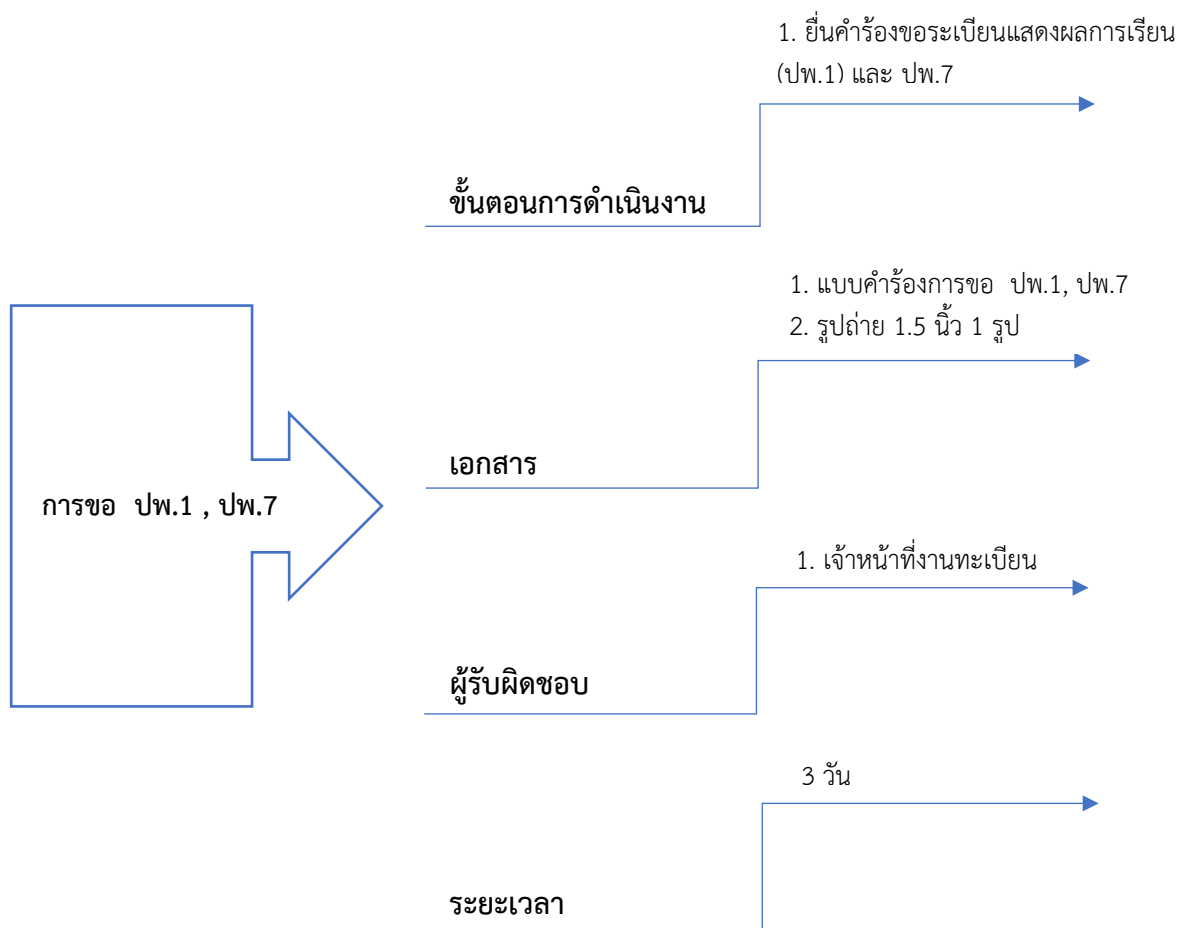 1. ยื่นคำร้องขอระเบียนแสดงผลการเรียน
(ปพ.1) และ ปพ.7
ขั้นตอนการดำเนินงาน
1. แบบคำร้องการขอ ปพ.1, ปพ.7
2. รูปถ่าย 1.5 นิ้ว 1 รูป
เอกสาร
การขอ ปพ.1 , ปพ.7
1. เจ้าหน้าที่งานทะเบียน
ผู้รับผิดชอบ
3 วัน
ระยะเวลา